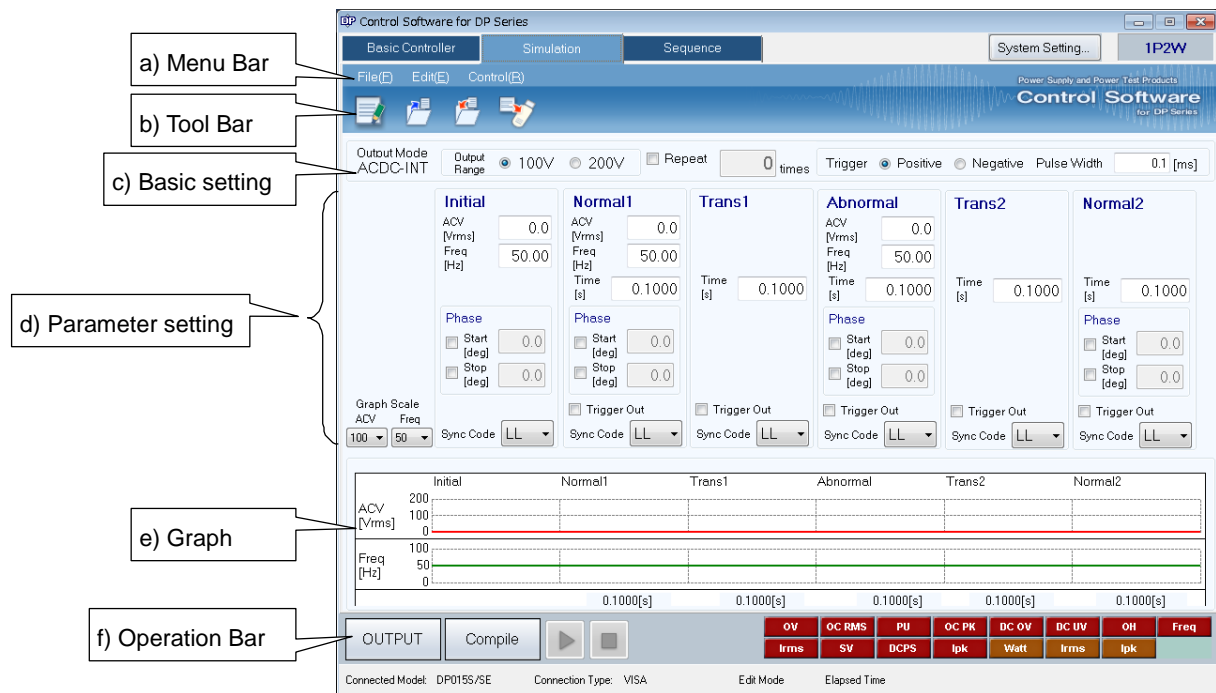 DP Control Software for DP Series
Basic Controller Simulation Sequence System Setting... 1P2W
a) Menu Bar
File(F) Edit(E) Control(R)
Power Supply and Power Test Products
Control Software
for DP Series
b) Tool Bar
c) Basic setting
Output Mode
ACDC-INT
Output Range 100V 200V Repeat 0 times Trigger Positive Negative Pulse Width 0.1 [ms]
d) Parameter setting
Initial Normal1 Trans1 Abnormal Trans2 Normal2
ACV [Vrms] 0.0 ACV [Vrms] 0.0 ACV [Vrms] 0.0
Freq [Hz] 50.00 Freq [Hz] 50.00 Freq [Hz] 50.00
Time [s] 0.1000 Time [s] 0.1000 Time [s] 0.1000 Time [s] 0.1000 Time [s] 0.1000
Phase Phase Phase Phase
Start [deg] 0.0 Start [deg] 0.0 Start [deg] 0.0 Start [deg] 0.0
Stop [deg] 0.0 Stop [deg] 0.0 Stop [deg] 0.0 Stop [deg] 0.0
Trigger Out Trigger Out Trigger Out Trigger Out Trigger Out
Graph Scale
ACV Freq
100 50
Sync Code LL Sync Code LL Sync Code LL Sync Code LL Sync Code LL Sync Code LL
e) Graph
Initial Normal1 Trans1 Abnormal Trans2 Normal2
ACV [Vrms] 200 100 0
Freq [Hz] 100 50 0
0.1000[s] 0.1000[s] 0.1000[s] 0.1000[s] 0.1000[s]
f) Operation Bar
OUTPUT Compile
OV OC RMS PU OC PK DC OV DC UV OH Freq
Irms SV DCPS Ipk Watt Irms Ipk
Connected Model: DP015S/SE Connection Type: VISA Edit Mode Elapsed Time